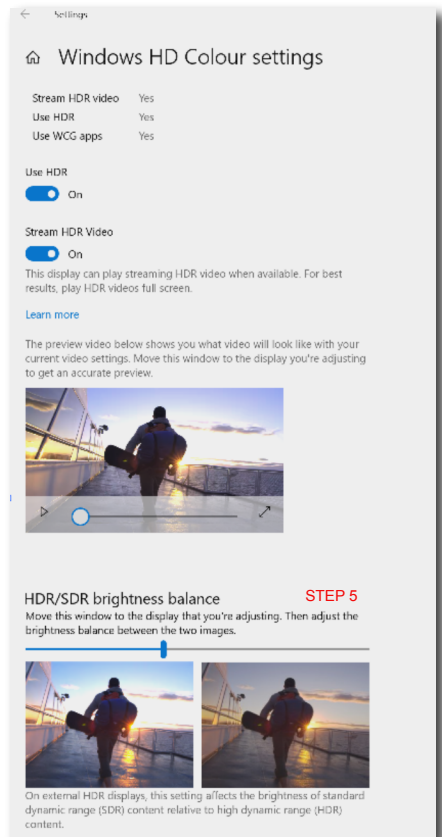 Settings
Windows HD Colour settings
Stream HDR video Yes
Use HDR Yes
Use WCG apps Yes
Use HDR
On
Stream HDR Video
On
This display can play streaming HDR video when available. For best
results, play HDR videos full screen.
Learn more
The preview video below shows you what video will look like with your
current video settings. Move this window to the display you're adjusting
to get an accurate preview.
HDR/SDR brightness balance STEP 5
Move this window to the display that you're adjusting. Then adjust the
brightness balance between the two images.
On external HDR displays, this setting affects the brightness of standard
dynamic range (SDR) content relative to high dynamic range (HDR)
content.